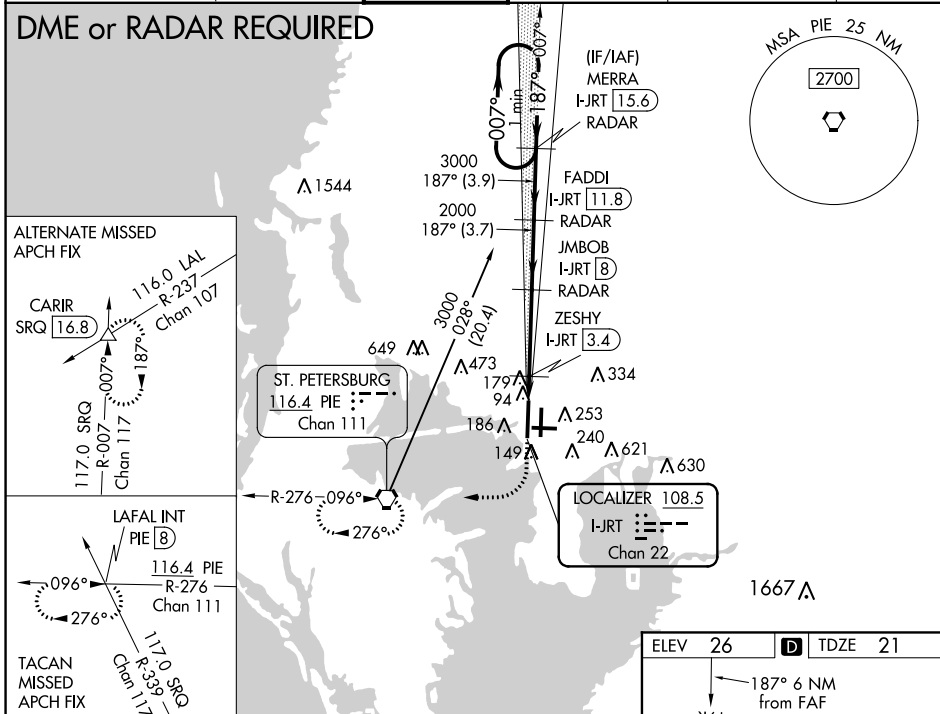 DME or RADAR REQUIRED
MSA PIE 25 NM
2700
(IF/IAF)
MERRA
I-JRT 15.6
RADAR
007°
1 min
187°
007°
3000
187° (3.9)
FADDI
I-JRT 11.8
RADAR
2000
187° (3.7)
JMBOB
I-JRT 8
RADAR
ZESHY
I-JRT 3.4
1544
ALTERNATE MISSED
APCH FIX
CARIR
SRQ 16.8
116.0 LAL
R-237
Chan 107
007°
187°
117.0 SRQ
R-007
Chan 117
3000
028°
(20.4)
649
473
179
94
334
186
253
149
240
621
630
ST. PETERSBURG
116.4 PIE
Chan 111
R-276
096°
276°
LOCALIZER 108.5
I-JRT
Chan 22
LAFAL INT
PIE 8
116.4 PIE
R-276
Chan 111
096°
276°
117.0 SRQ
R-339
Chan 117
TACAN
MISSED
APCH FIX
1667
ELEV 26
D
TDZE 21
187° 6 NM
from FAF